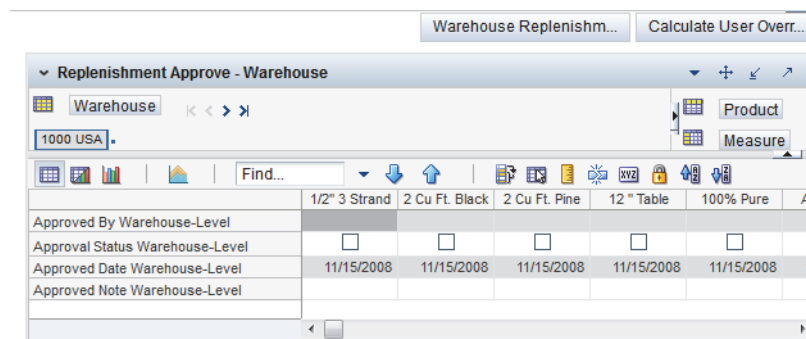 Warehouse Replenishm... Calculate User Overr...
Replenishment Approve - Warehouse
Warehouse
Product
1000 USA
Measure
Find...
XYZ
1/2" 3 Strand 2 Cu Ft. Black 2 Cu Ft. Pine 12 " Table 100% Pure
Approved By Warehouse-Level
Approval Status Warehouse-Level
Approved Date Warehouse-Level 11/15/2008 11/15/2008 11/15/2008 11/15/2008 11/15/2008
Approved Note Warehouse-Level